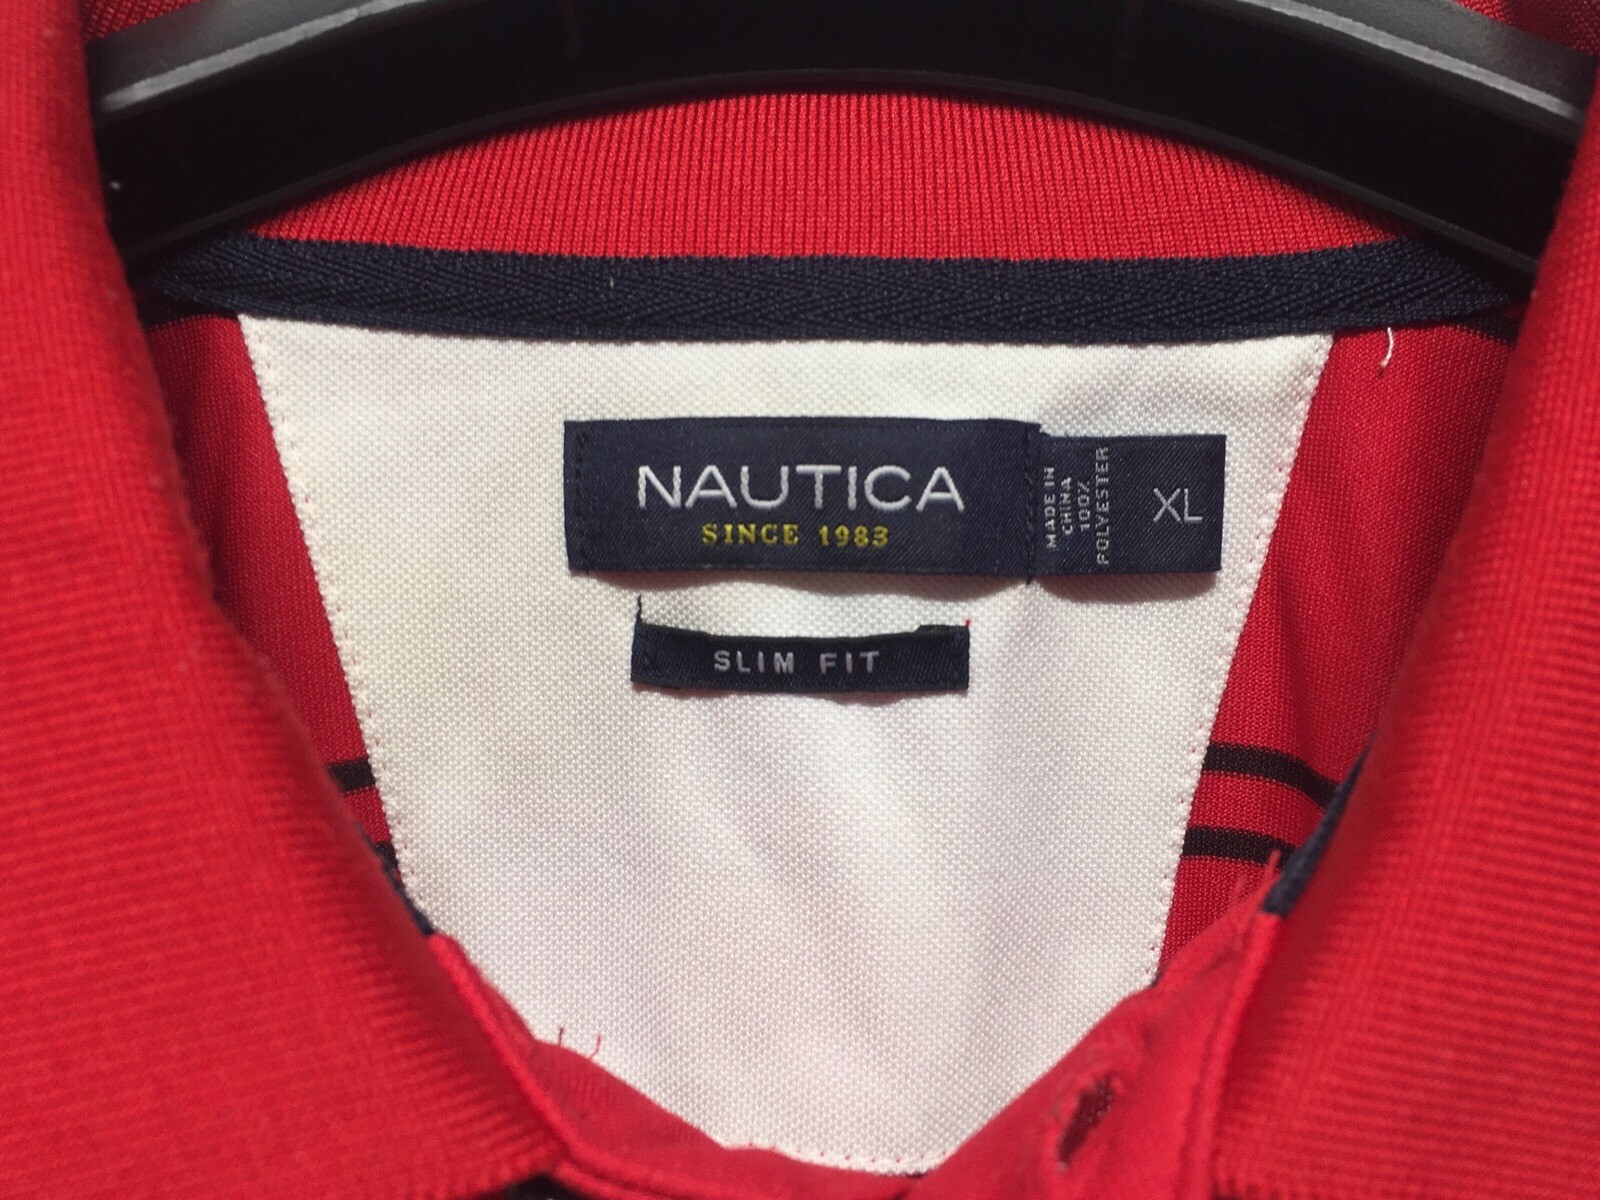 NAUTICA
SINCE 1983
MADE IN
CHINA
100%
POLYESTER
XL
SLIM FIT